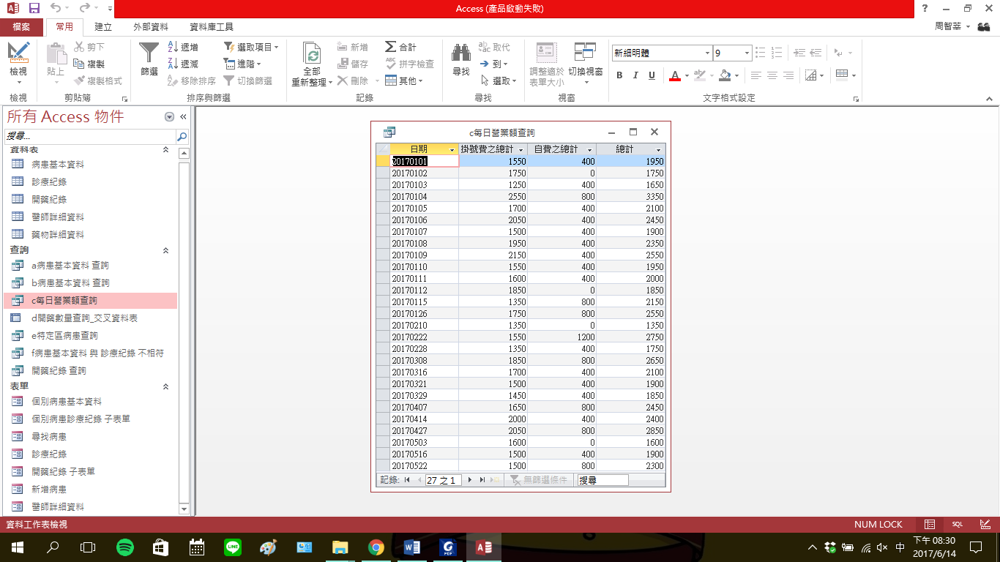 Access (產品啟動失敗)
檔案 常用 建立 外部資料 資料庫工具 周智莘
檢視 貼上 剪下 複製 複製格式 篩選 遞增 遞減 移除排序 選取項目 進階 切換篩選 全部重新整理 新增 儲存 刪除 合計 拼字檢查 其他 尋找 取代 到 選取 調整適於表單大小 切換視窗 新細明體 9
B I U A
檢視 剪貼簿 排序與篩選 記錄 尋找 視窗 文字格式設定
所有 Access 物件
搜尋...
資料表
病患基本資料
診療紀錄
開藥紀錄
醫師詳細資料
藥物詳細資料
查詢
a病患基本資料 查詢
b病患基本資料 查詢
c每日營業額查詢
d開藥數量查詢_交叉資料表
e特定區病患查詢
f病患基本資料 與 診療紀錄 不相符
開藥紀錄 查詢
表單
個別病患基本資料
個別病患診療紀錄 子表單
尋找病患
診療紀錄
開藥紀錄 子表單
新增病患
醫師詳細資料
c每日營業額查詢
日期 掛號費之總計 自費之總計 總計
20170101 1550 400 1950
20170102 1750 0 1750
20170103 1250 400 1650
20170104 2550 800 3350
20170105 1700 400 2100
20170106 2050 400 2450
20170107 1500 400 1900
20170108 1950 400 2350
20170109 2150 400 2550
20170110 1550 400 1950
20170111 1600 400 2000
20170112 1850 0 1850
20170115 1350 800 2150
20170126 1750 800 2550
20170210 1350 0 1350
20170222 1550 1200 2750
20170228 1350 400 1750
20170308 1850 800 2650
20170316 1700 400 2100
20170321 1500 400 1900
20170329 1450 400 1850
20170407 1650 800 2450
20170414 2000 400 2400
20170427 2050 800 2850
20170503 1600 0 1600
20170516 1500 400 1900
20170522 1500 800 2300
記錄: 27 之 1 無篩選條件 搜尋
資料工作表檢視 NUM LOCK SQL
中 下午 08:30
2017/6/14